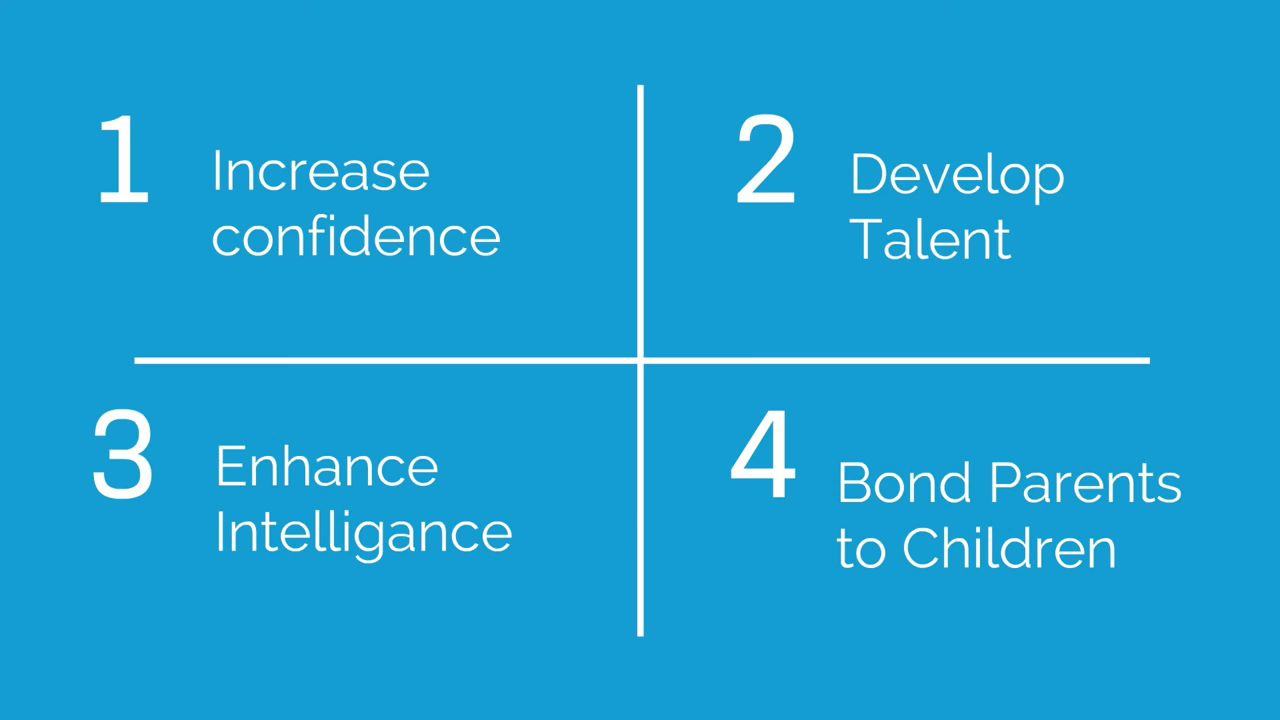 1
Increase
confidence
2
Develop
Talent
3
Enhance
Intelligance
4
Bond Parents
to Children